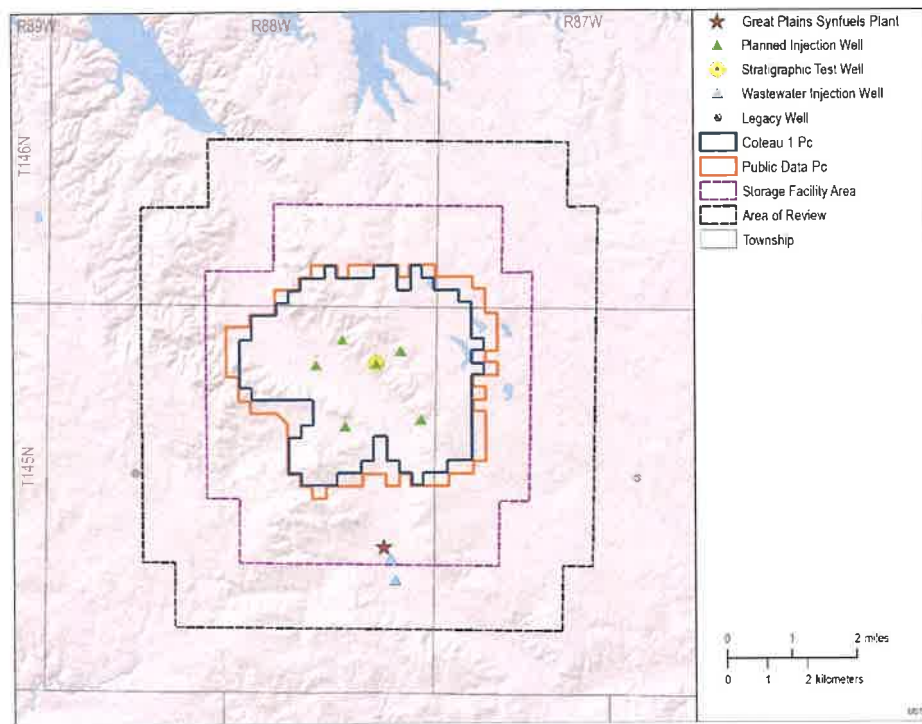 R89W
R88W
R87W
T146N
T145N
Great Plains Synfuels Plant
Planned Injection Well
Stratigraphic Test Well
Wastewater Injection Well
Legacy Well
Coteau 1 Pc
Public Data Pc
Storage Facility Area
Area of Review
Township
0 1 2 miles
0 1 2 kilometers